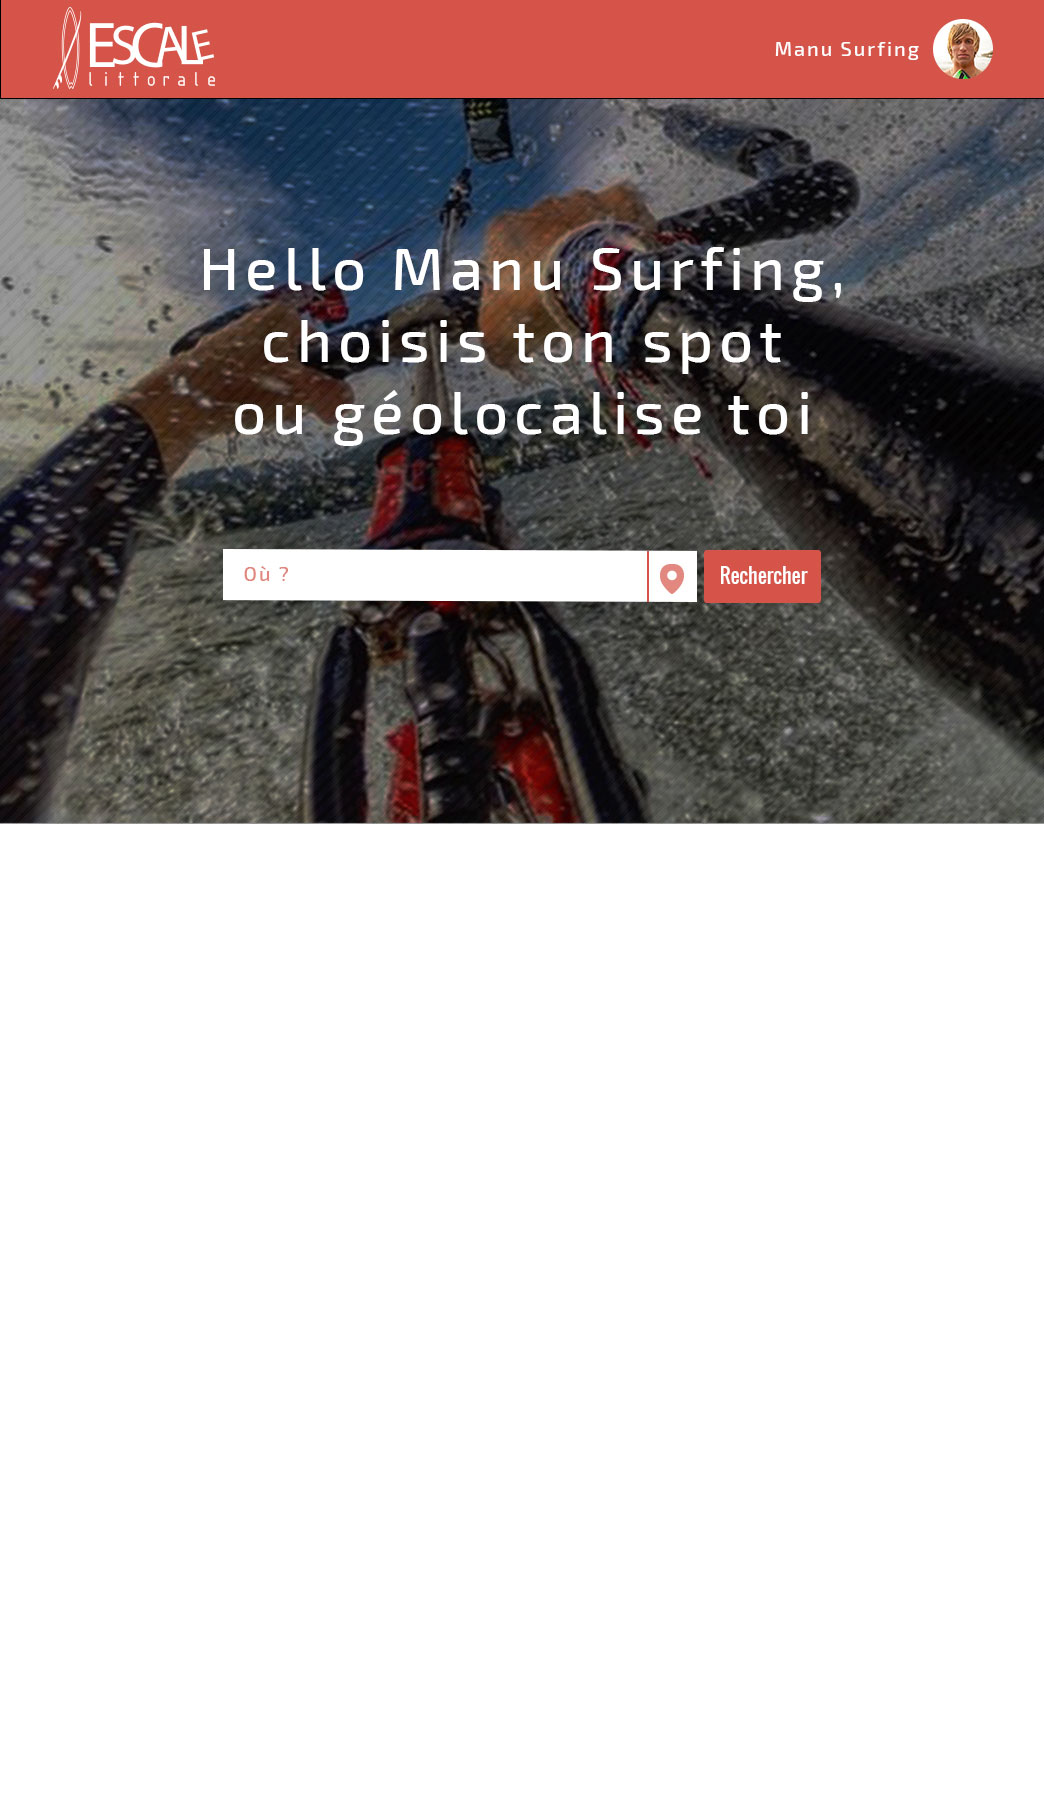 ESCALE
littorale
Manu Surfing
Hello Manu Surfing,
choisis ton spot
ou géolocalise toi
Où ?
Rechercher